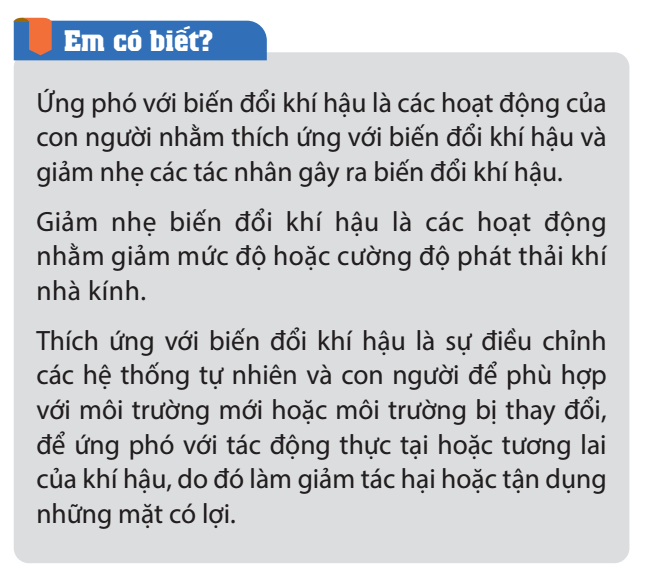 Em có biết?
Ứng phó với biến đổi khí hậu là các hoạt động của
con người nhằm thích ứng với biến đổi khí hậu và
giảm nhẹ các tác nhân gây ra biến đổi khí hậu.
Giảm nhẹ biến đổi khí hậu là các hoạt động
nhằm giảm mức độ hoặc cường độ phát thải khí
nhà kính.
Thích ứng với biến đổi khí hậu là sự điều chỉnh
các hệ thống tự nhiên và con người để phù hợp
với môi trường mới hoặc môi trường bị thay đổi,
để ứng phó với tác động thực tại hoặc tương lai
của khí hậu, do đó làm giảm tác hại hoặc tận dụng
những mặt có lợi.